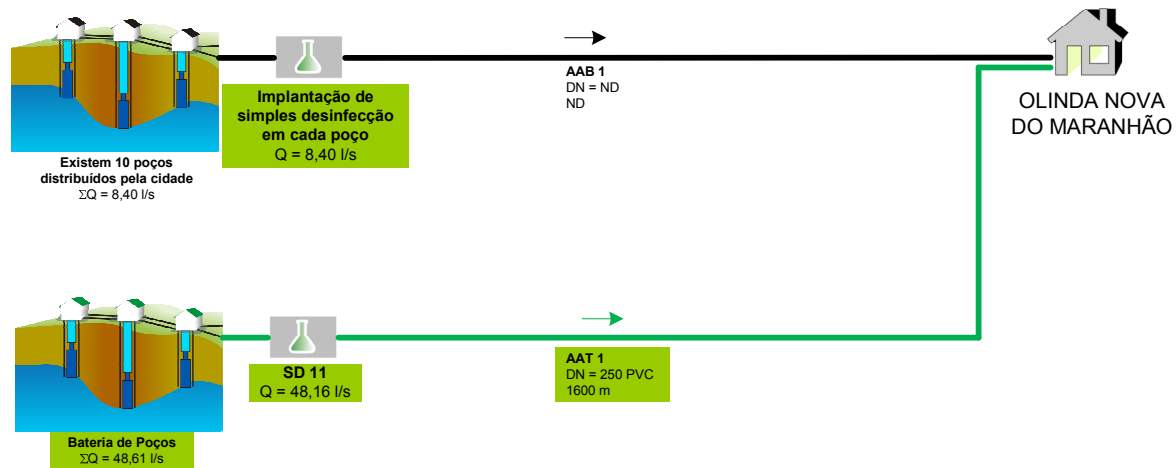 AAB 1
DN = ND
ND
Implantação de
simples desinfecção
em cada poço
Q = 8,40 l/s
OLINDA NOVA
DO MARANHÃO
Existem 10 poços
distribuídos pela cidade
ΣQ = 8,40 l/s
SD 11
Q = 48,16 l/s
AAT 1
DN = 250 PVC
1600 m
Bateria de Poços
ΣQ = 48,61 l/s